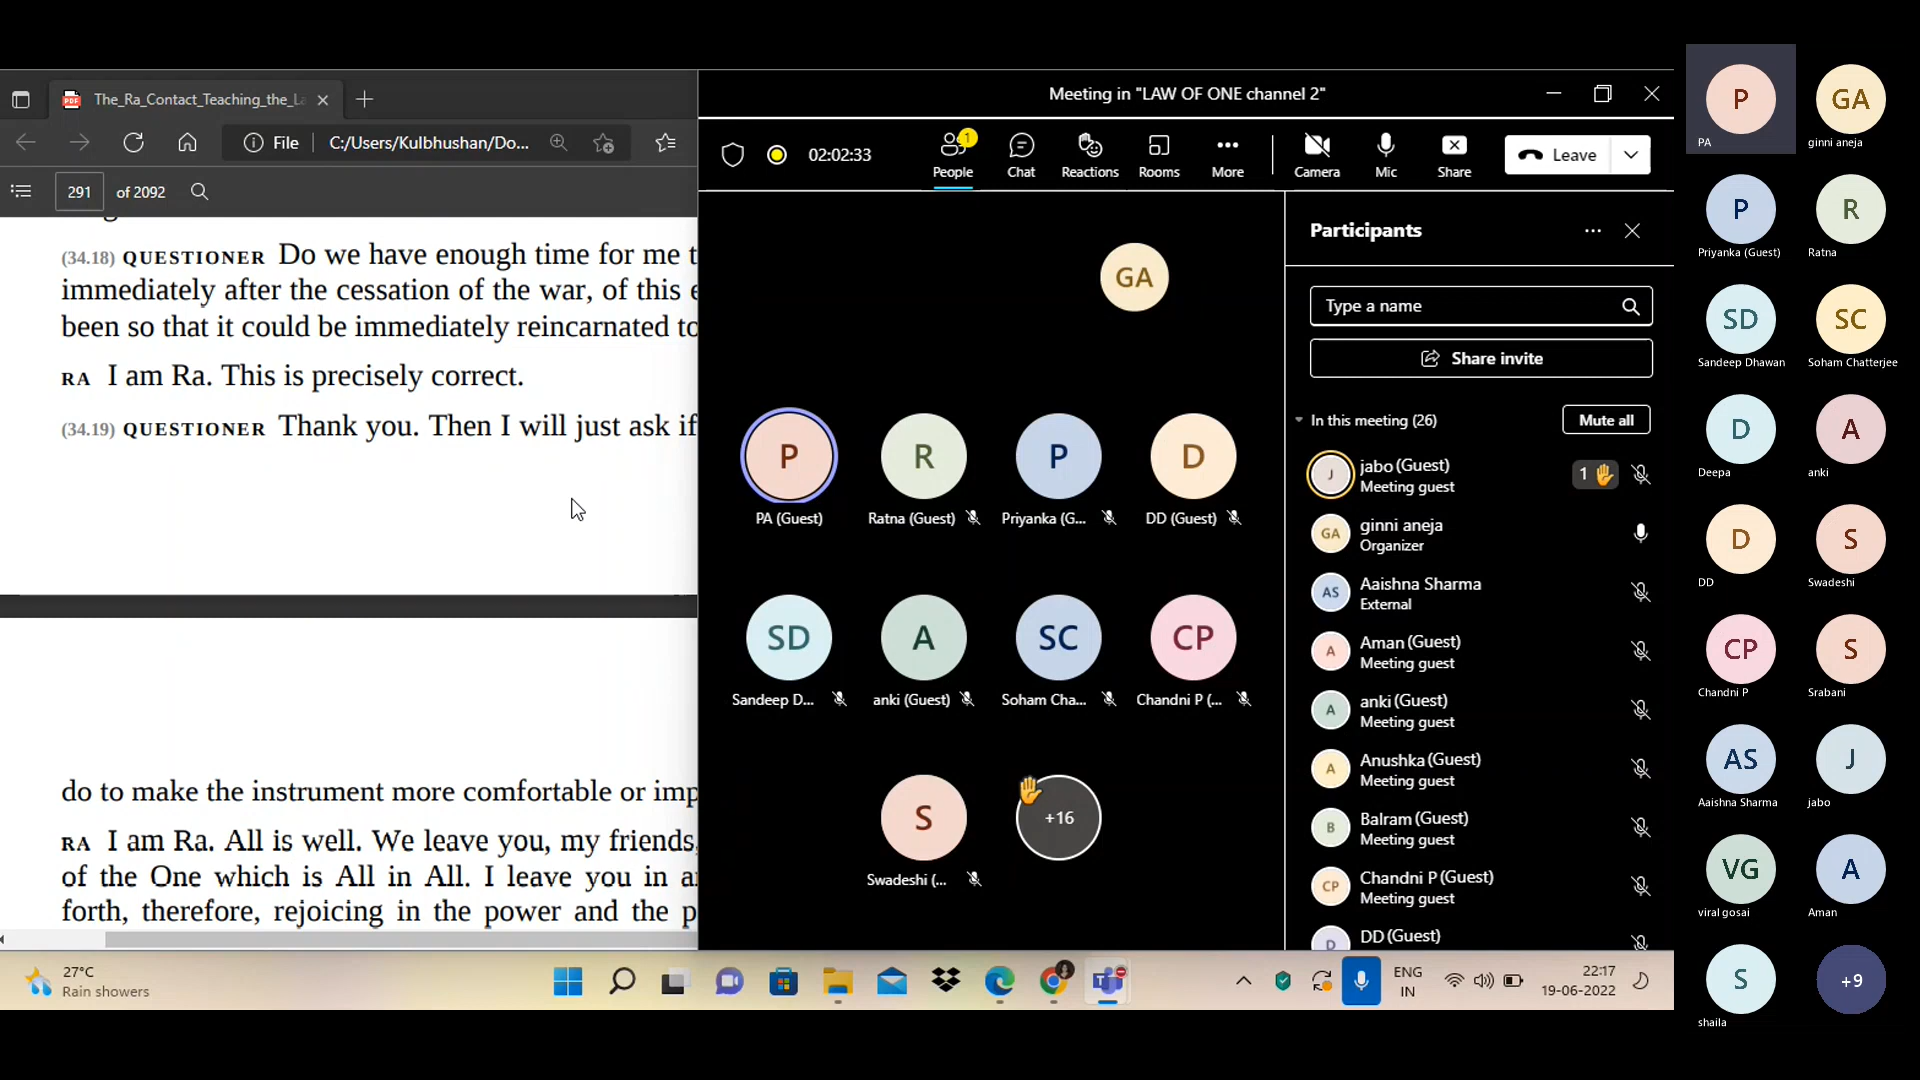 The_Ra_Contact_Teaching_the_La
File
C:/Users/Kulbhushan/Do...
291
of 2092
(34.18) QUESTIONER Do we have enough time for me t
immediately after the cessation of the war, of this e
been so that it could be immediately reincarnated to
RA I am Ra. This is precisely correct.
(34.19) QUESTIONER Thank you. Then I will just ask if
do to make the instrument more comfortable or imp
RA I am Ra. All is well. We leave you, my friends,
of the One which is All in All. I leave you in a
forth, therefore, rejoicing in the power and the p
Meeting in "LAW OF ONE channel 2"
02:02:33
1
People
Chat
Reactions
Rooms
More
Camera
Mic
Share
Leave
GA
P
PA (Guest)
R
Ratna (Guest)
P
Priyanka (G...
D
DD (Guest)
SD
Sandeep D...
A
anki (Guest)
SC
Soham Cha...
CP
Chandni P (...
S
Swadeshi (...
+16
Participants
Type a name
Share invite
In this meeting (26)
Mute all
J
jabo (Guest)
Meeting guest
1
GA
ginni aneja
Organizer
AS
Aaishna Sharma
External
A
Aman (Guest)
Meeting guest
A
anki (Guest)
Meeting guest
A
Anushka (Guest)
Meeting guest
B
Balram (Guest)
Meeting guest
CP
Chandni P (Guest)
Meeting guest
D
DD (Guest)
P
PA
GA
ginni aneja
P
Priyanka (Guest)
R
Ratna
SD
Sandeep Dhawan
SC
Soham Chatterjee
D
Deepa
A
anki
D
DD
S
Swadeshi
CP
Chandni P
S
Srabani
AS
Aaishna Sharma
J
jabo
VG
viral gosai
A
Aman
S
shaila
+9
27°C
Rain showers
ENG
IN
22:17
19-06-2022